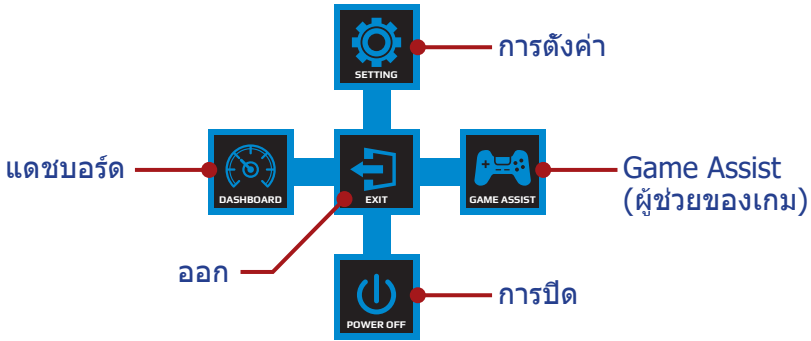 SETTING
การตั้งค่า
แดชบอร์ด
DASHBOARD
EXIT
GAME ASSIST
Game Assist
(ผู้ช่วยของเกม)
ออก
POWER OFF
การปิด